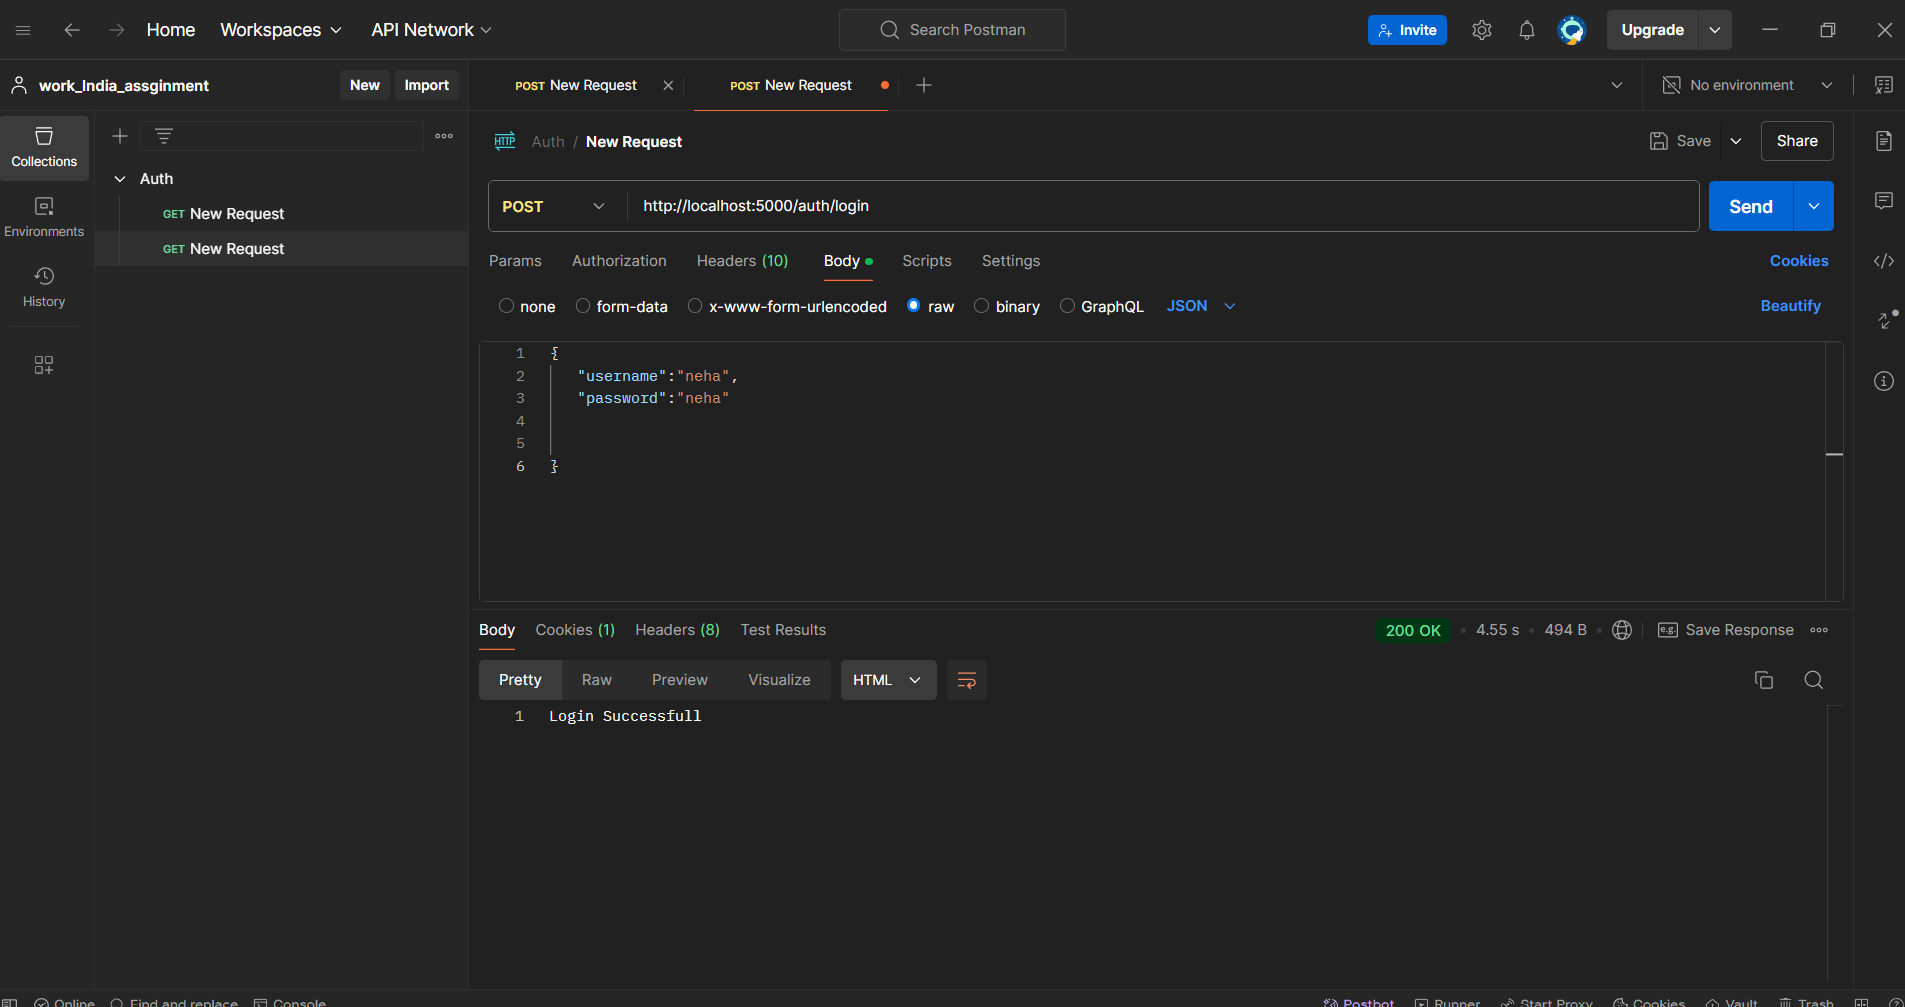 Home Workspaces API Network Search Postman Invite Upgrade
work_India_assginment New Import POST New Request POST New Request No environment
Collections
Auth
GET New Request
GET New Request
Environments
History
HTTP Auth / New Request Save Share
POST http://localhost:5000/auth/login Send
Params Authorization Headers (10) Body Scripts Settings Cookies
none form-data x-www-form-urlencoded raw binary GraphQL JSON Beautify
1 {
2 "username":"neha",
3 "password":"neha"
4
5
6 }
Body Cookies (1) Headers (8) Test Results 200 OK 4.55 s 494 B e.g. Save Response
Pretty Raw Preview Visualize HTML
1 Login Successfull
Online Find and replace Console Postbot Runner Start Proxy Cookies Vault Trash